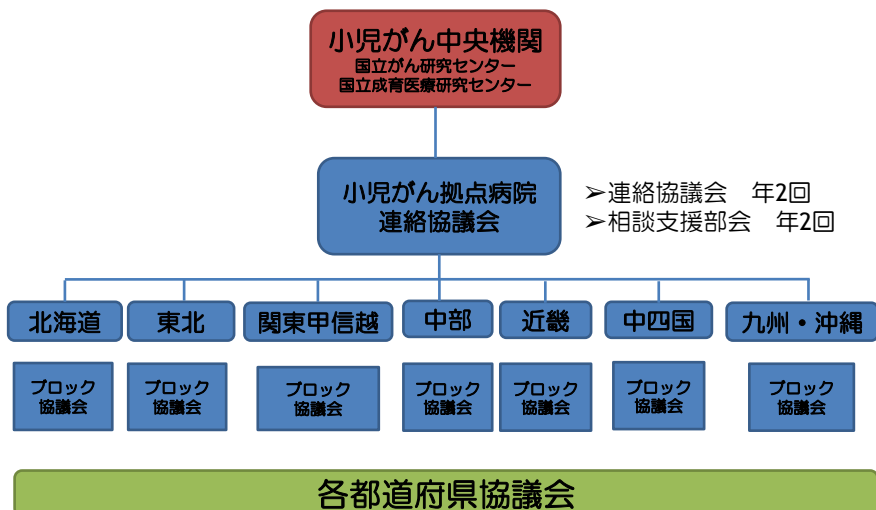 小児がん中央機関
国立がん研究センター
国立成育医療研究センター
小児がん拠点病院
連絡協議会
➢連絡協議会　年2回
➢相談支援部会　年2回
北海道
東北
関東甲信越
中部
近畿
中四国
九州・沖縄
ブロック
協議会
ブロック
協議会
ブロック
協議会
ブロック
協議会
ブロック
協議会
ブロック
協議会
ブロック
協議会
各都道府県協議会